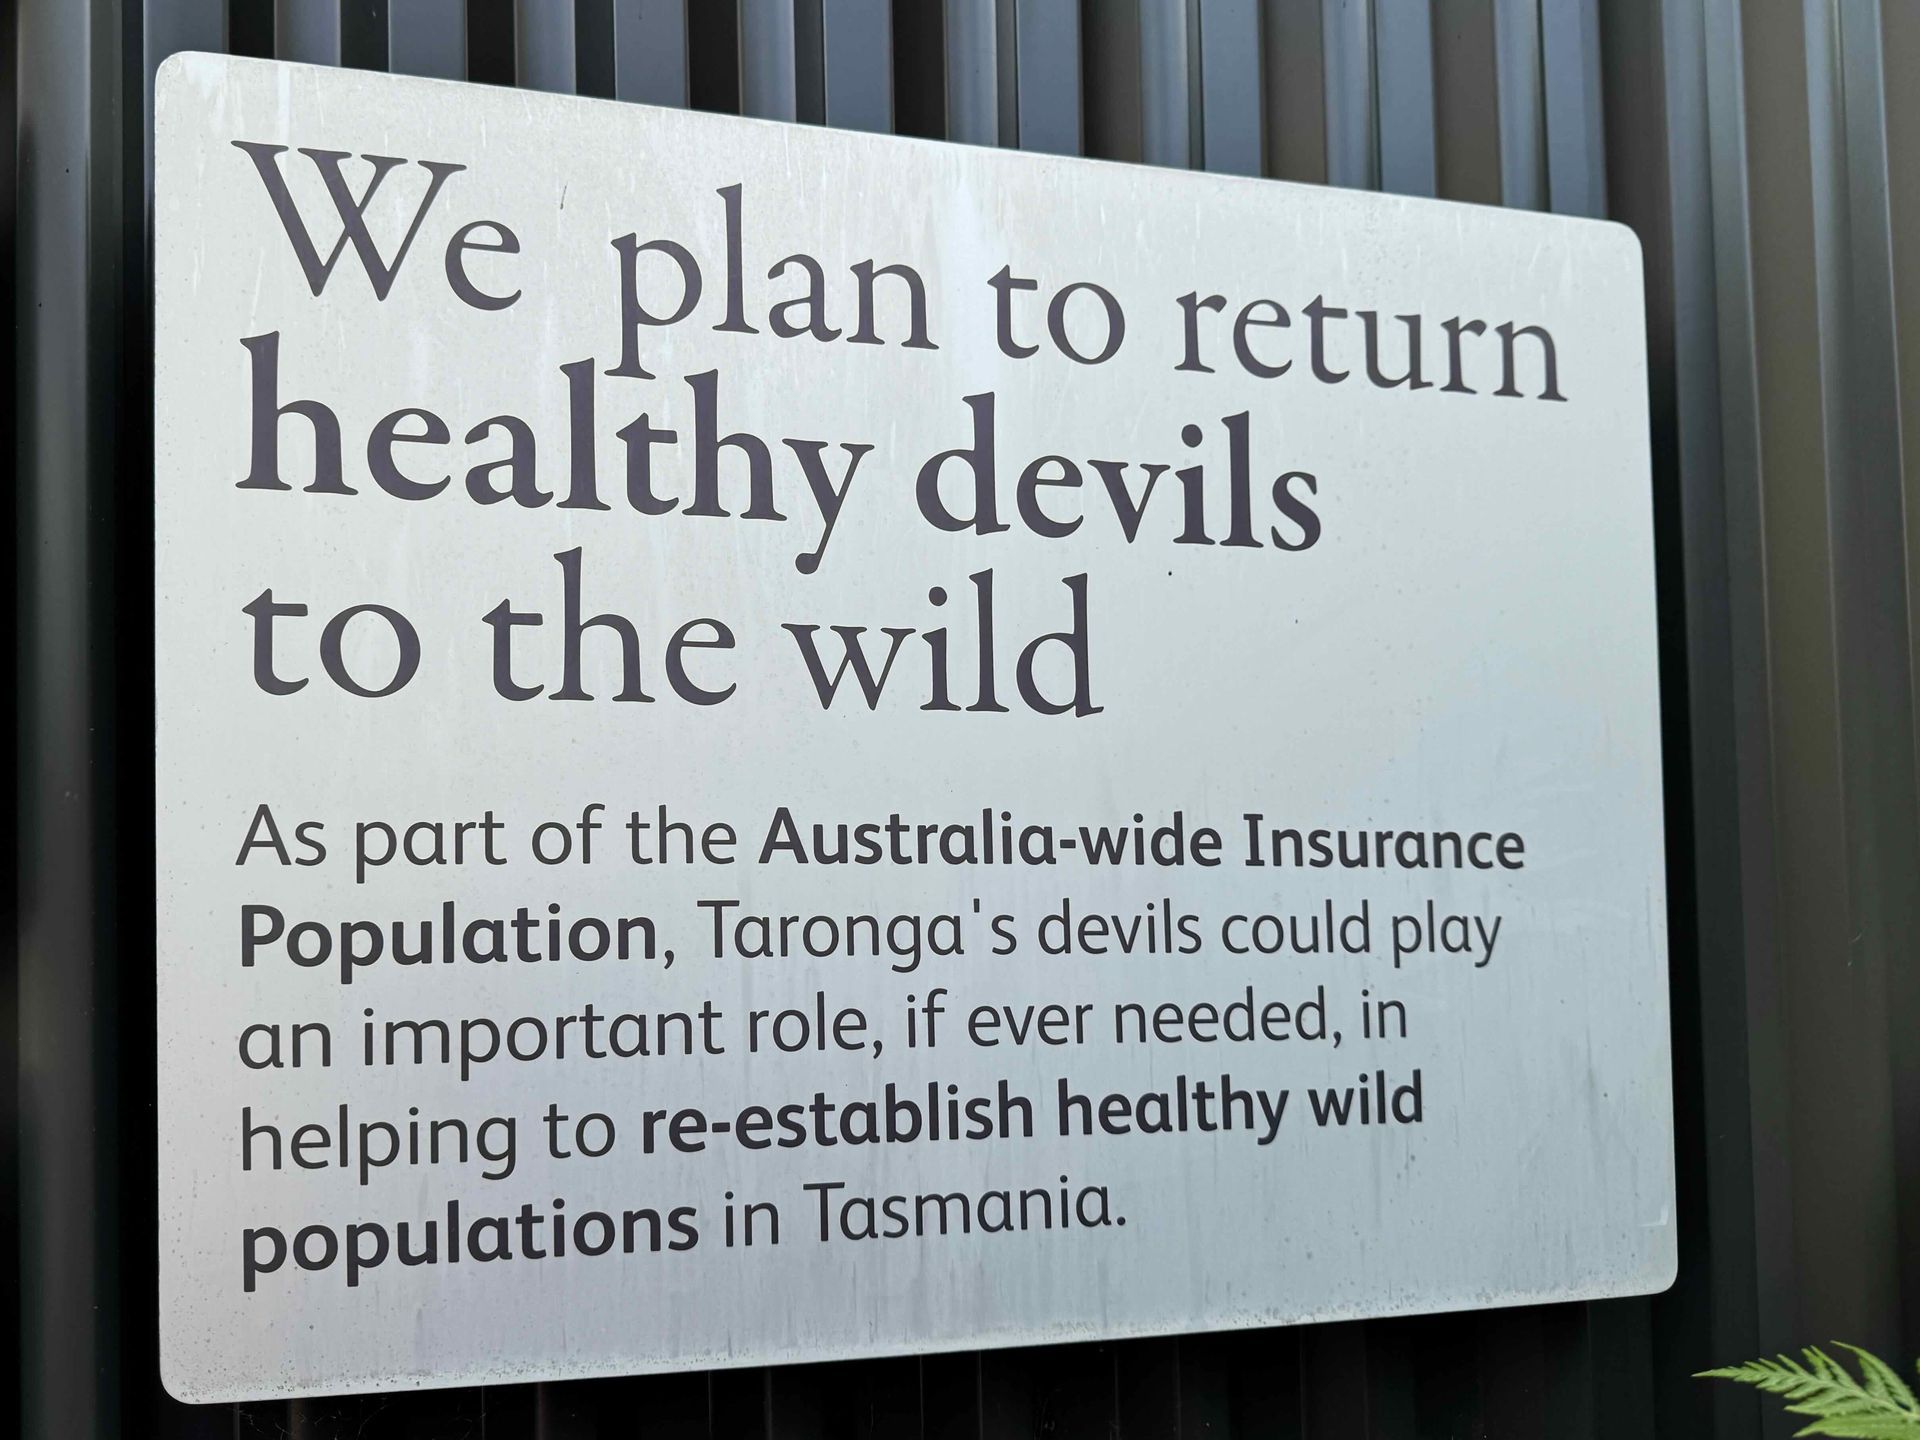 We plan to return
healthy devils
to the wild
As part of the Australia-wide Insurance
Population, Taronga's devils could play
an important role, if ever needed, in
helping to re-establish healthy wild
populations in Tasmania.